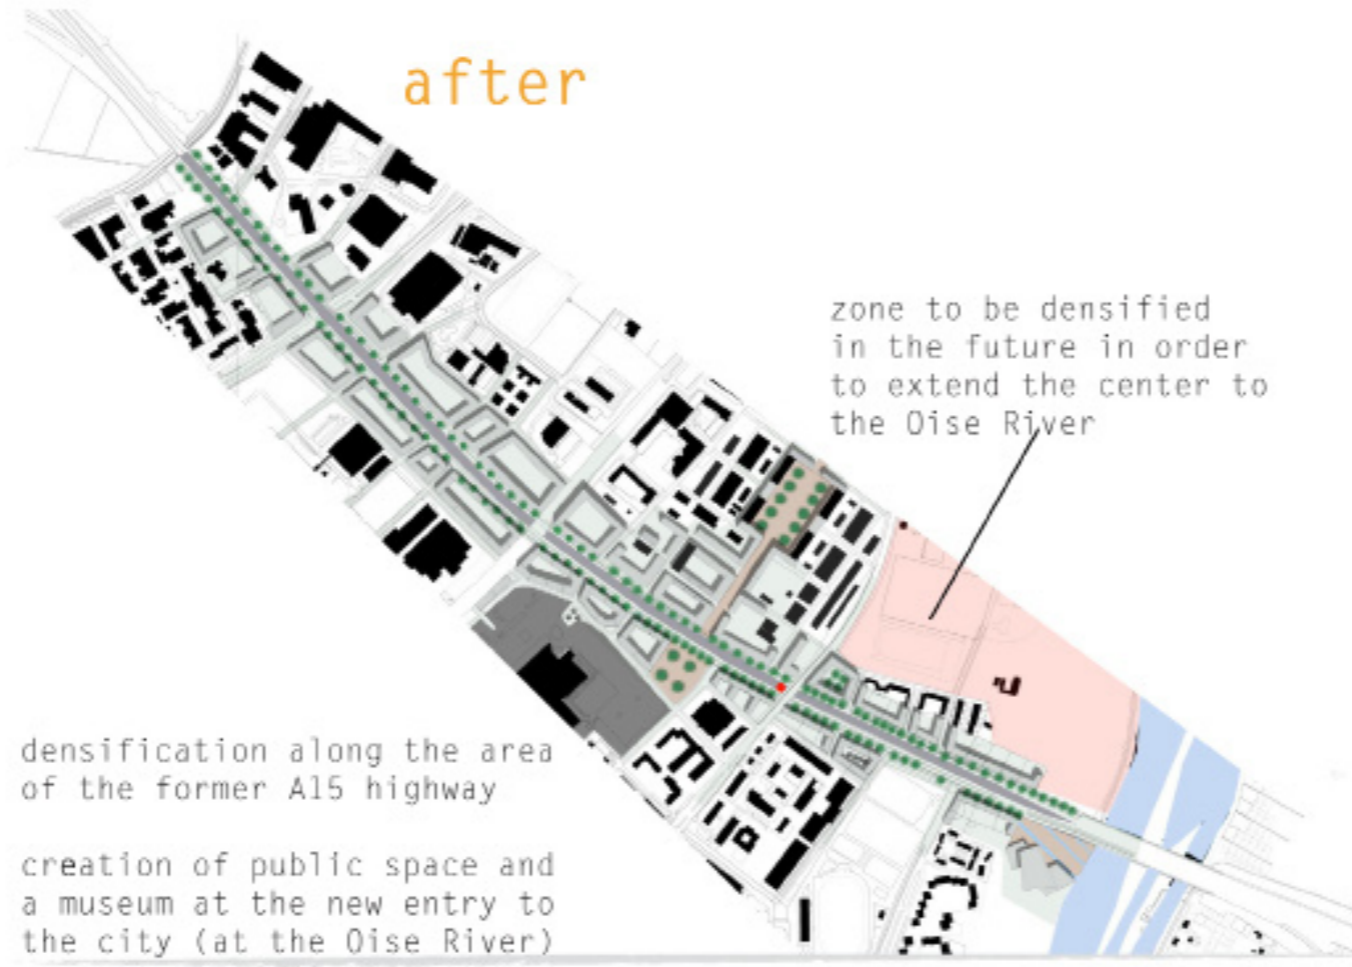 after
zone to be densified
in the future in order
to extend the center to
the Oise River
densification along the area
of the former A15 highway
creation of public space and
a museum at the new entry to
the city (at the Oise River)